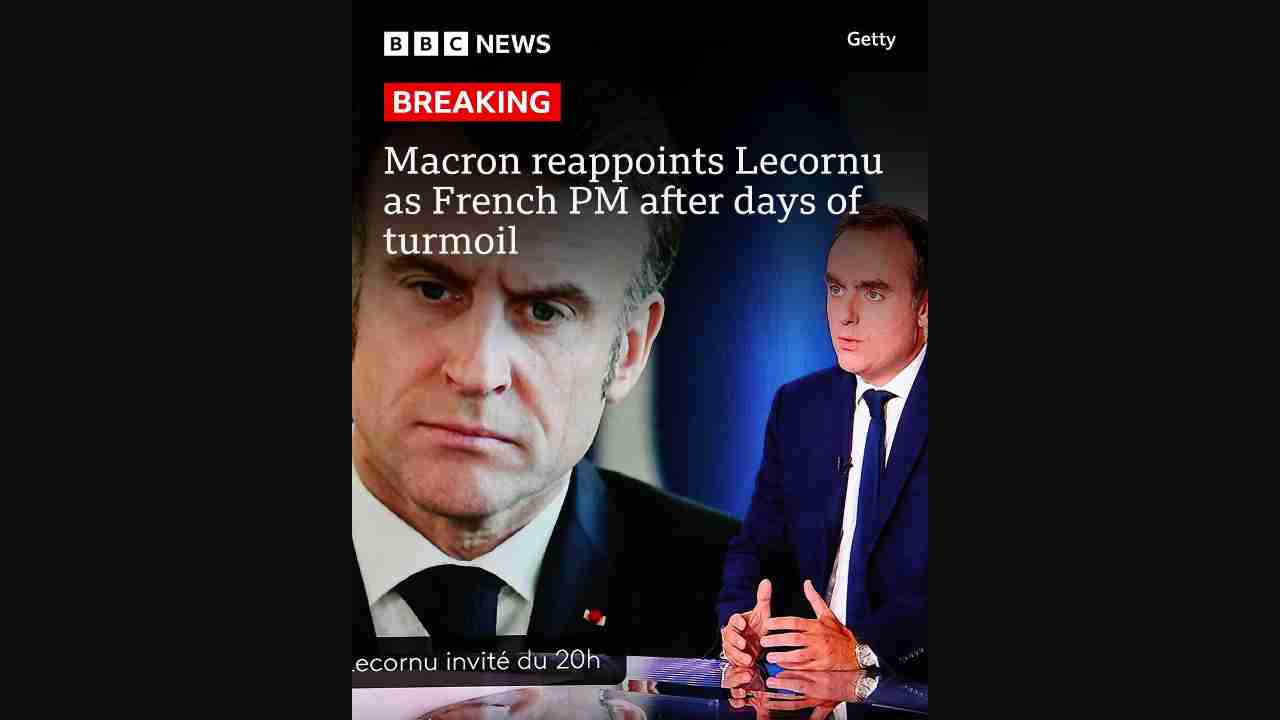 BBC NEWS
Getty
BREAKING
Macron reappoints Lecornu
as French PM after days of
turmoil
Lecornu invité du 20h